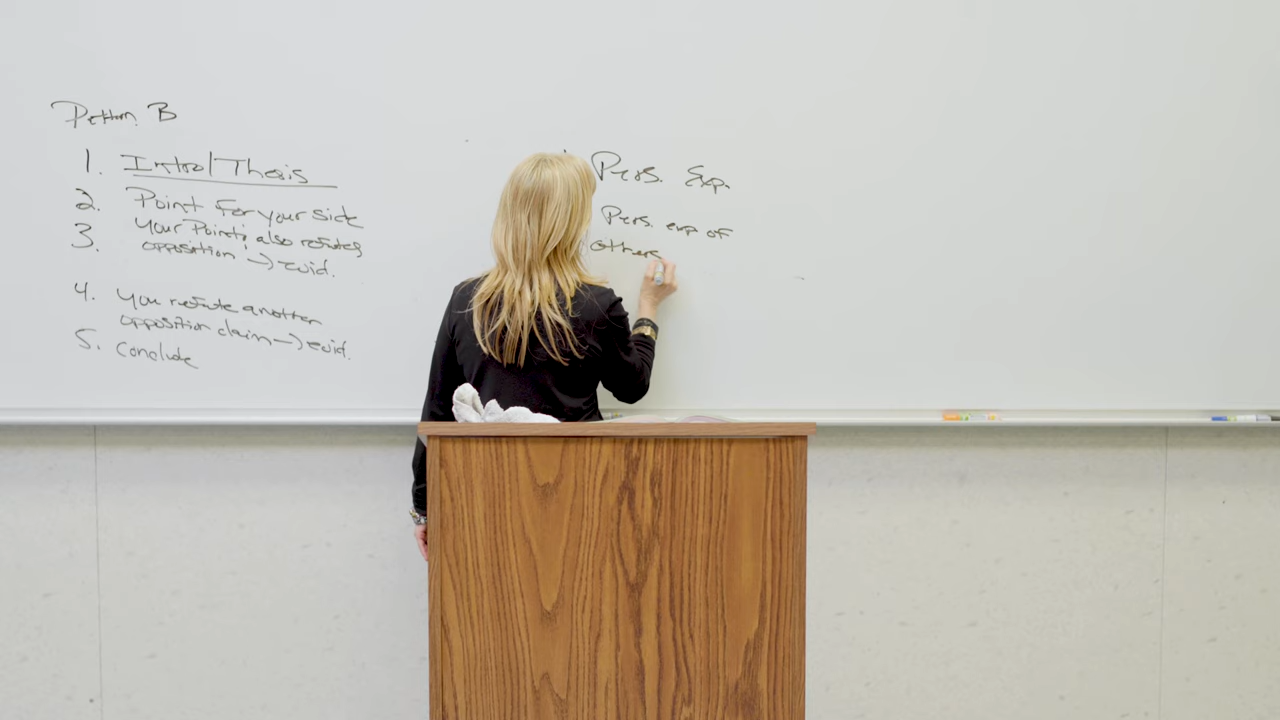 Pattern B
1. Intro/Thesis
2. Point for your side
3. Your Points also refutes
opposition → evid.
4. You refute another
opposition claim → evid.
5. Conclude
Pers. Exp.
Pers. exp of
others